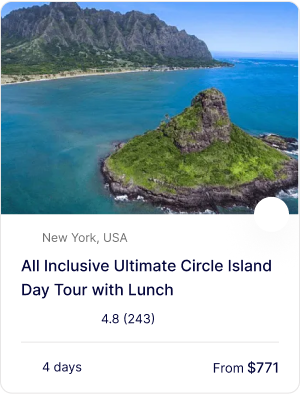 New York, USA
All Inclusive Ultimate Circle Island
Day Tour with Lunch
4.8 (243)
4 days
From $771